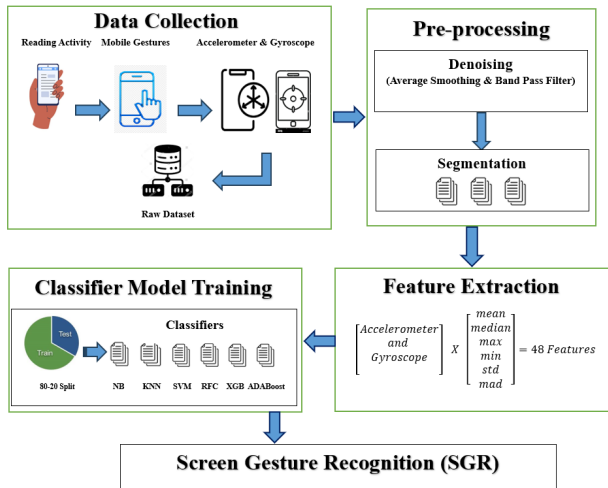 Data Collection
Reading Activity
Mobile Gestures
Accelerometer & Gyroscope
Raw Dataset
Pre-processing
Denoising
(Average Smoothing & Band Pass Filter)
Segmentation
Feature Extraction
[Accelerometer and Gyroscope] X [mean median max min std mad] = 48 Features
Classifier Model Training
Classifiers
Test
Train
80-20 Split
NB KNN SVM RFC XGB ADABoost
Screen Gesture Recognition (SGR)